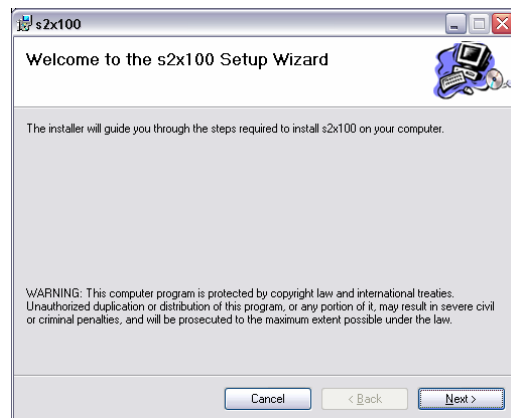 s2x100
Welcome to the s2x100 Setup Wizard
The installer will guide you through the steps required to install s2x100 on your computer.
WARNING: This computer program is protected by copyright law and international treaties.
Unauthorized duplication or distribution of this program, or any portion of it, may result in severe civil
or criminal penalties, and will be prosecuted to the maximum extent possible under the law.
Cancel
< Back
Next >